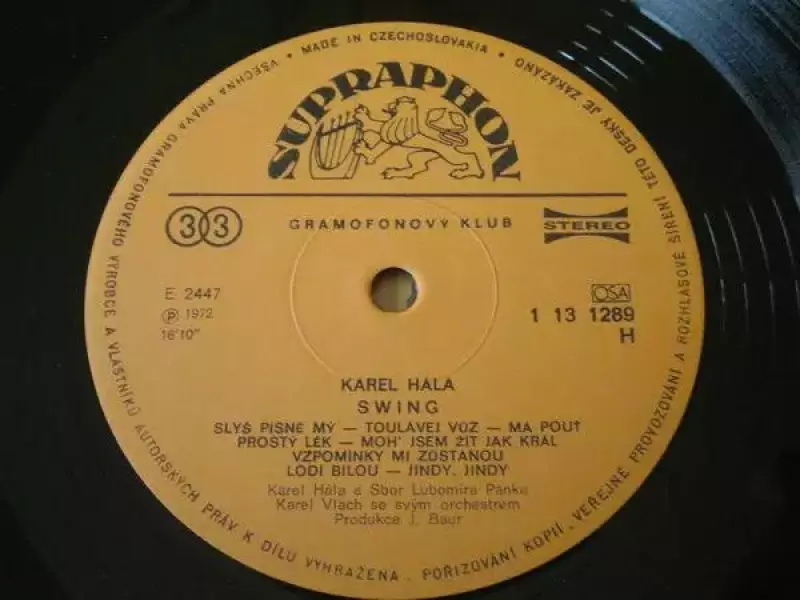 MADE IN CZECHOSLOVAKIA • VŠECHNA PRÁVA GRAMOFONOVÉHO VÝROBCE A VLASTNÍKŮ AUTORSKÝCH PRÁV K DÍLU VYHRAŽENA. POŘIZOVÁNÍ KOPIÍ, VEŘEJNÉ PROVOZOVÁNÍ A ROZHLASOVÉ ŠÍŘENÍ TÉTO DESKY JE ZAKÁZÁNO •
SUPRAPHON
33
GRAMOFONOVÝ KLUB
STEREO
E 2447
Ⓟ 1972
16'10"
OSA
1 13 1289
H
KAREL HÁLA
SWING
SLYŠ PÍSNĚ MÝ — TOULAVEJ VŮZ — MÁ POUŤ
PROSTÝ LÉK — MOH' JSEM ŽÍT JAK KRÁL
VZPOMÍNKY MI ZŮSTANOU
LODÍ BÍLOU — JINDY, JINDY
Karel Hála a Sbor Lubomíra Pánka
Karel Vlach se svým orchestrem
Produkce J. Baur